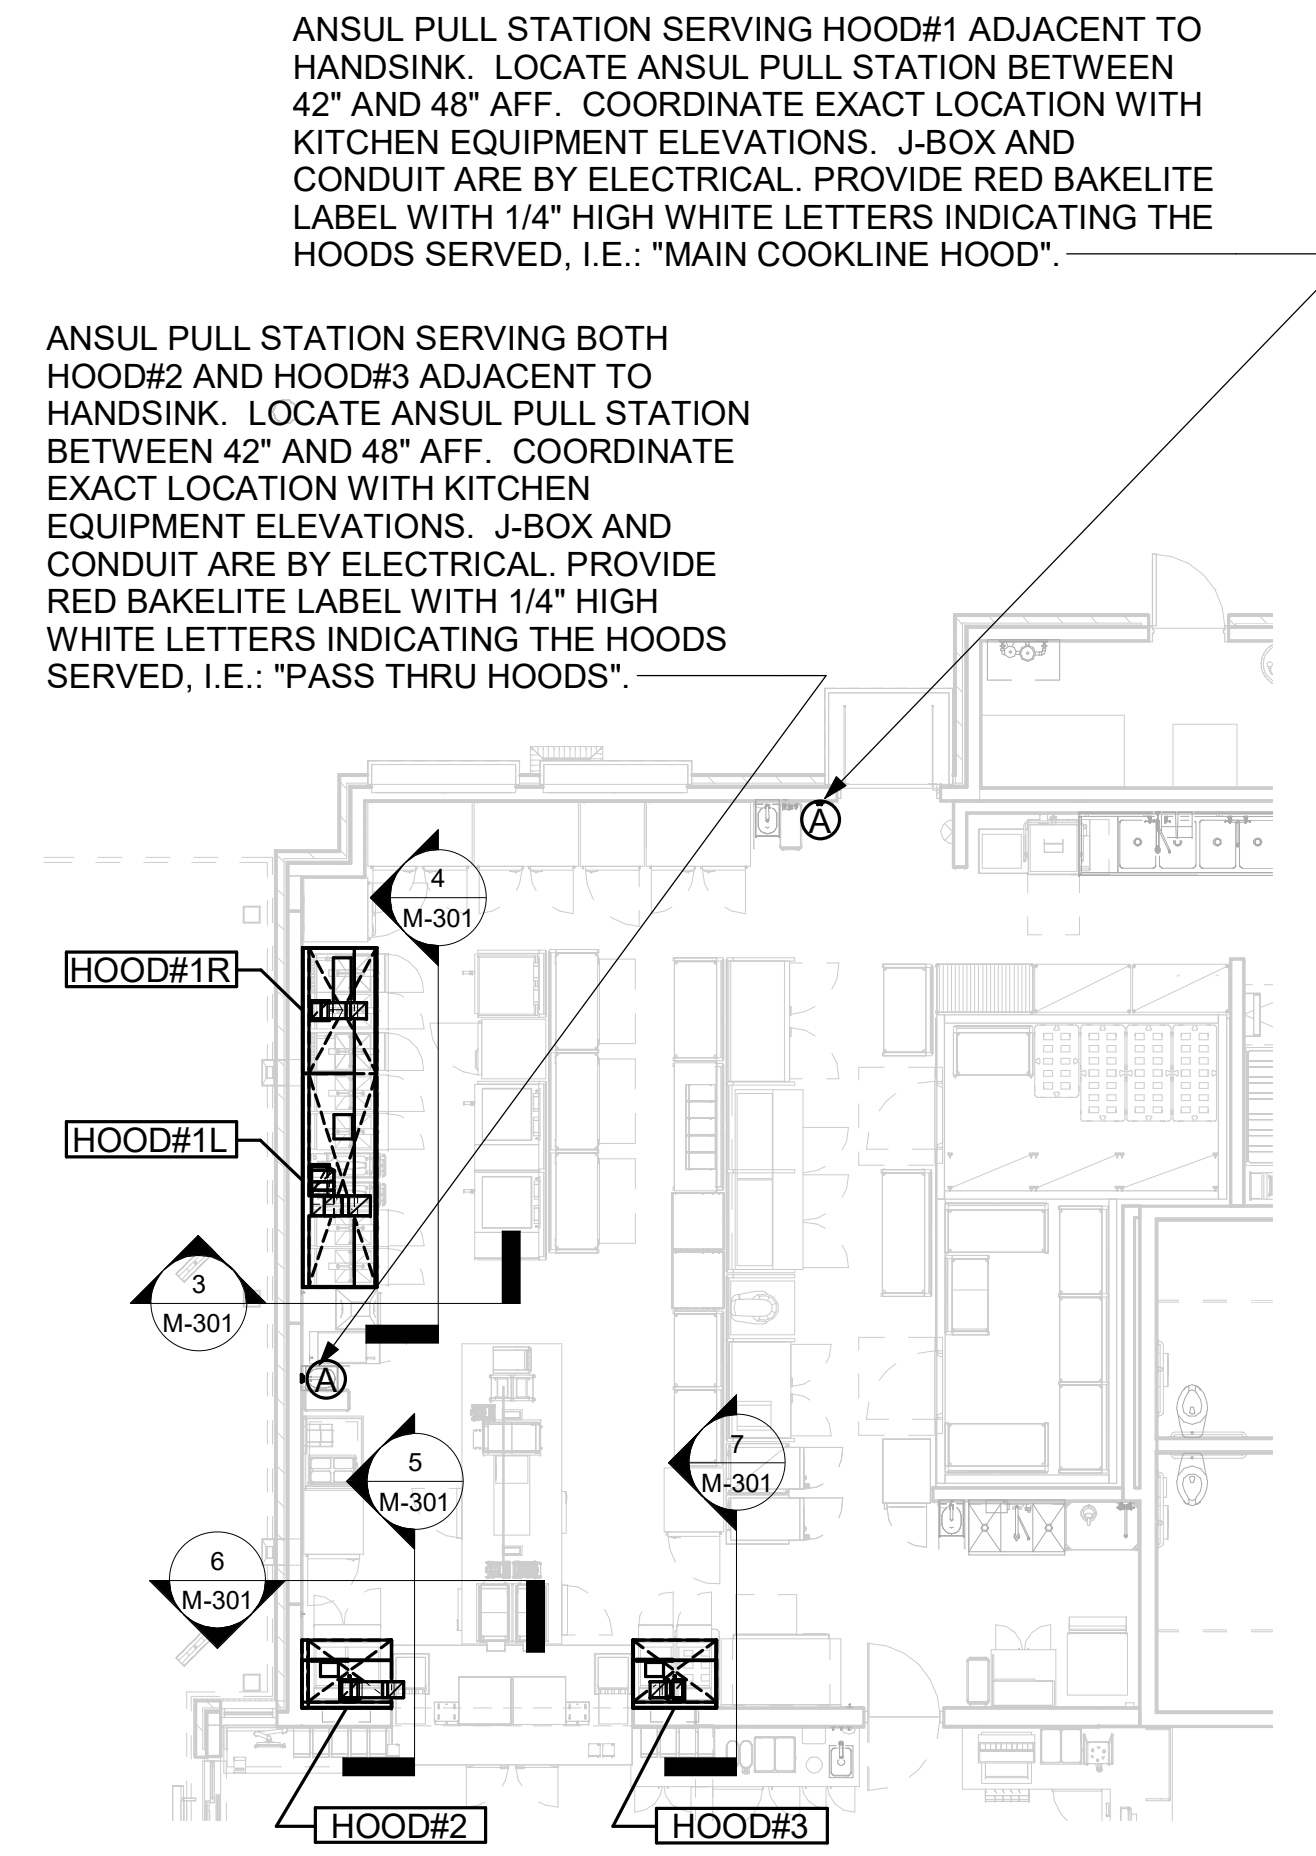 ANSUL PULL STATION SERVING HOOD#1 ADJACENT TO
HANDSINK.  LOCATE ANSUL PULL STATION BETWEEN
42" AND 48" AFF.  COORDINATE EXACT LOCATION WITH
KITCHEN EQUIPMENT ELEVATIONS.  J-BOX AND
CONDUIT ARE BY ELECTRICAL. PROVIDE RED BAKELITE
LABEL WITH 1/4" HIGH WHITE LETTERS INDICATING THE
HOODS SERVED, I.E.: "MAIN COOKLINE HOOD".
ANSUL PULL STATION SERVING BOTH
HOOD#2 AND HOOD#3 ADJACENT TO
HANDSINK.  LOCATE ANSUL PULL STATION
BETWEEN 42" AND 48" AFF.  COORDINATE
EXACT LOCATION WITH KITCHEN
EQUIPMENT ELEVATIONS.  J-BOX AND
CONDUIT ARE BY ELECTRICAL. PROVIDE
RED BAKELITE LABEL WITH 1/4" HIGH
WHITE LETTERS INDICATING THE HOODS
SERVED, I.E.: "PASS THRU HOODS".
A
4
M-301
HOOD#1R
HOOD#1L
3
M-301
A
5
M-301
7
M-301
6
M-301
HOOD#2
HOOD#3